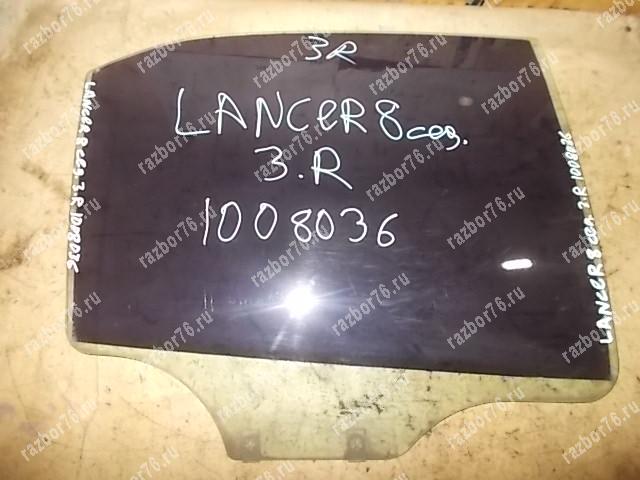 3R
LANCER 8 сед.
3.R
1008036
LANCER 8 сед 3.R 1008036
LANCER 8 сед. 3.R 1008036
razbor76.ru